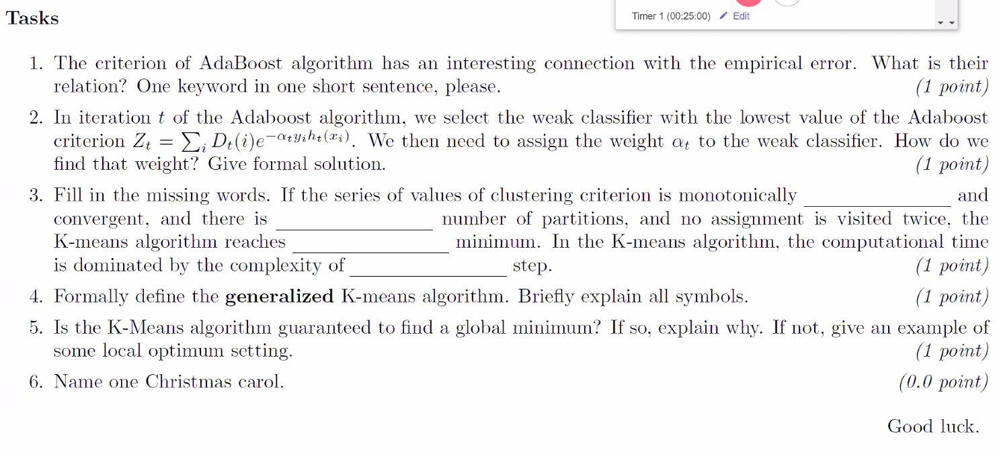 Tasks
Timer 1 (00:25:00) Edit
1. The criterion of AdaBoost algorithm has an interesting connection with the empirical error. What is their
relation? One keyword in one short sentence, please. (1 point)
2. In iteration t of the Adaboost algorithm, we select the weak classifier with the lowest value of the Adaboost
criterion Z_t = ∑_i D_t(i)e^{−α_t y_i h_t(x_i)}. We then need to assign the weight α_t to the weak classifier. How do we
find that weight? Give formal solution. (1 point)
3. Fill in the missing words. If the series of values of clustering criterion is monotonically ____________ and
convergent, and there is ____________ number of partitions, and no assignment is visited twice, the
K-means algorithm reaches ____________ minimum. In the K-means algorithm, the computational time
is dominated by the complexity of ____________ step. (1 point)
4. Formally define the generalized K-means algorithm. Briefly explain all symbols. (1 point)
5. Is the K-Means algorithm guaranteed to find a global minimum? If so, explain why. If not, give an example of
some local optimum setting. (1 point)
6. Name one Christmas carol. (0.0 point)
Good luck.